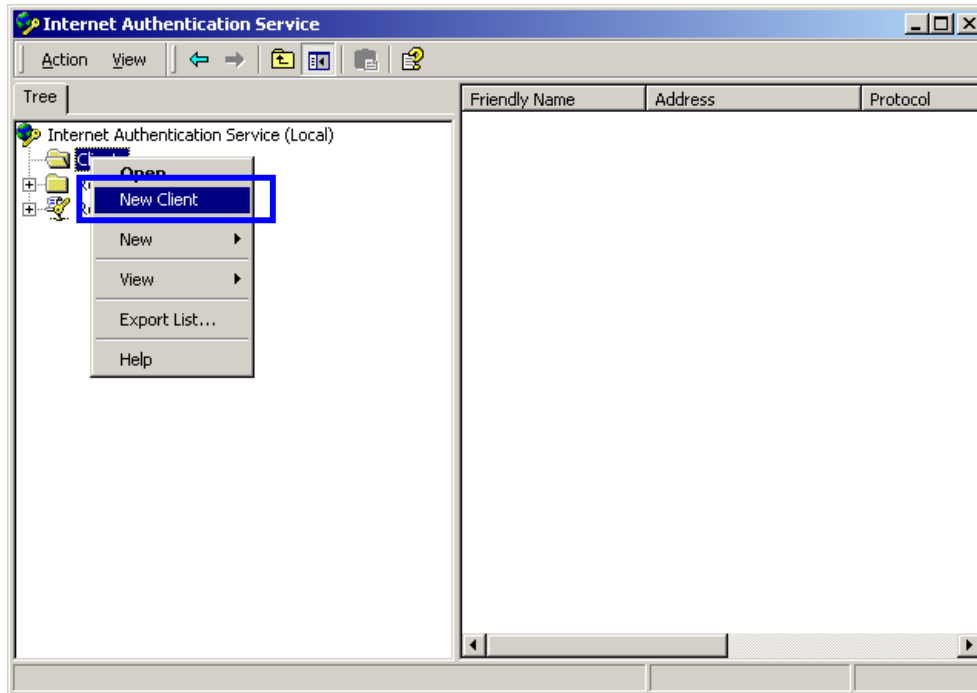 Internet Authentication Service
Action View
Tree
Friendly Name Address Protocol
Internet Authentication Service (Local)
Open
New Client
New
View
Export List...
Help